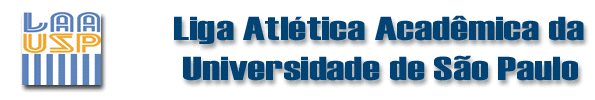 LAA
USP
Liga Atlética Acadêmica da
Universidade de São Paulo